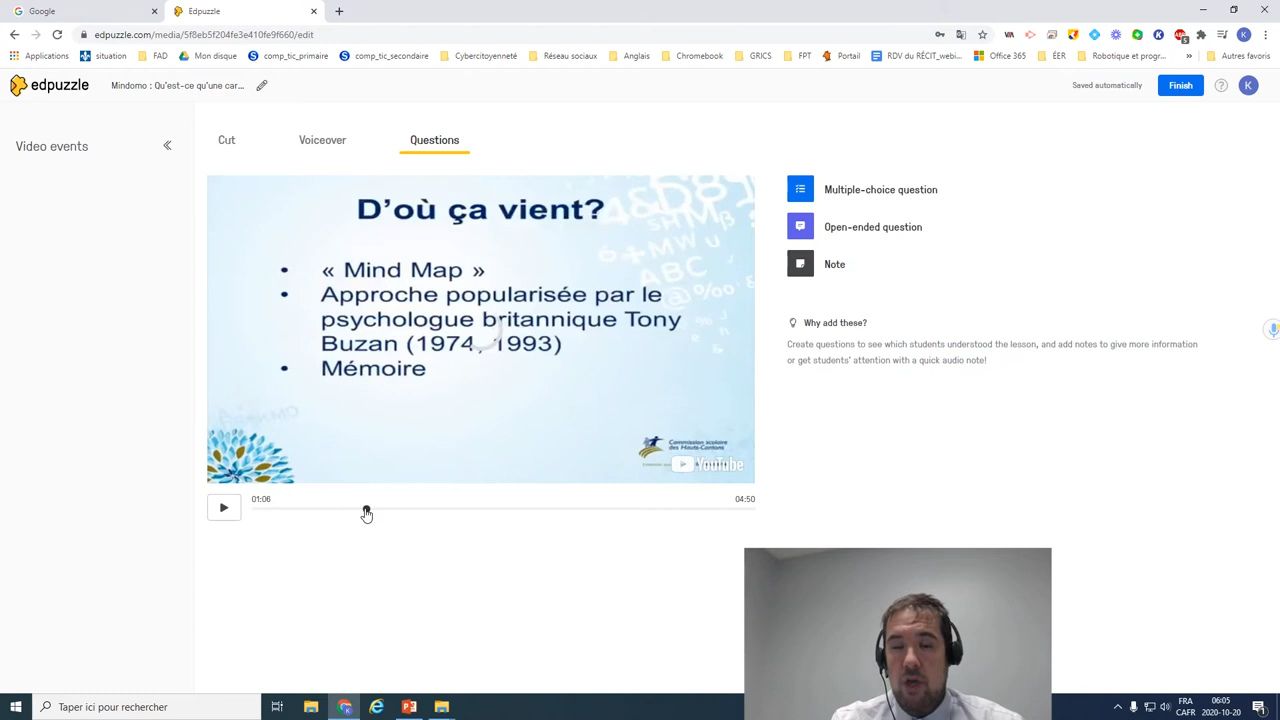 Google
Edpuzzle
edpuzzle.com/media/5f8eb5f204fe3e410fe9f660/edit
Applications situation FAD Mon disque comp_tic_primaire comp_tic_secondaire Cybercitoyenneté Réseau sociaux Anglais Chromebook GRICS FPT Portail RDV du RÉCIT_webi... Office 365 ÉER Robotique et progr... » Autres favoris
edpuzzle
Mindomo : Qu'est-ce qu'une car...
Saved automatically
Finish
?
K
Video events
Cut Voiceover Questions
D'où ça vient?
• « Mind Map »
• Approche popularisée par le
psychologue britannique Tony
Buzan (1974, 1993)
• Mémoire
Commission scolaire
des Hauts-Cantons
YouTube
01:06
04:50
Multiple-choice question
Open-ended question
Note
Why add these?
Create questions to see which students understood the lesson, and add notes to give more information
or get students' attention with a quick audio note!
Taper ici pour rechercher
FRA
CAFR
06:05
2020-10-20